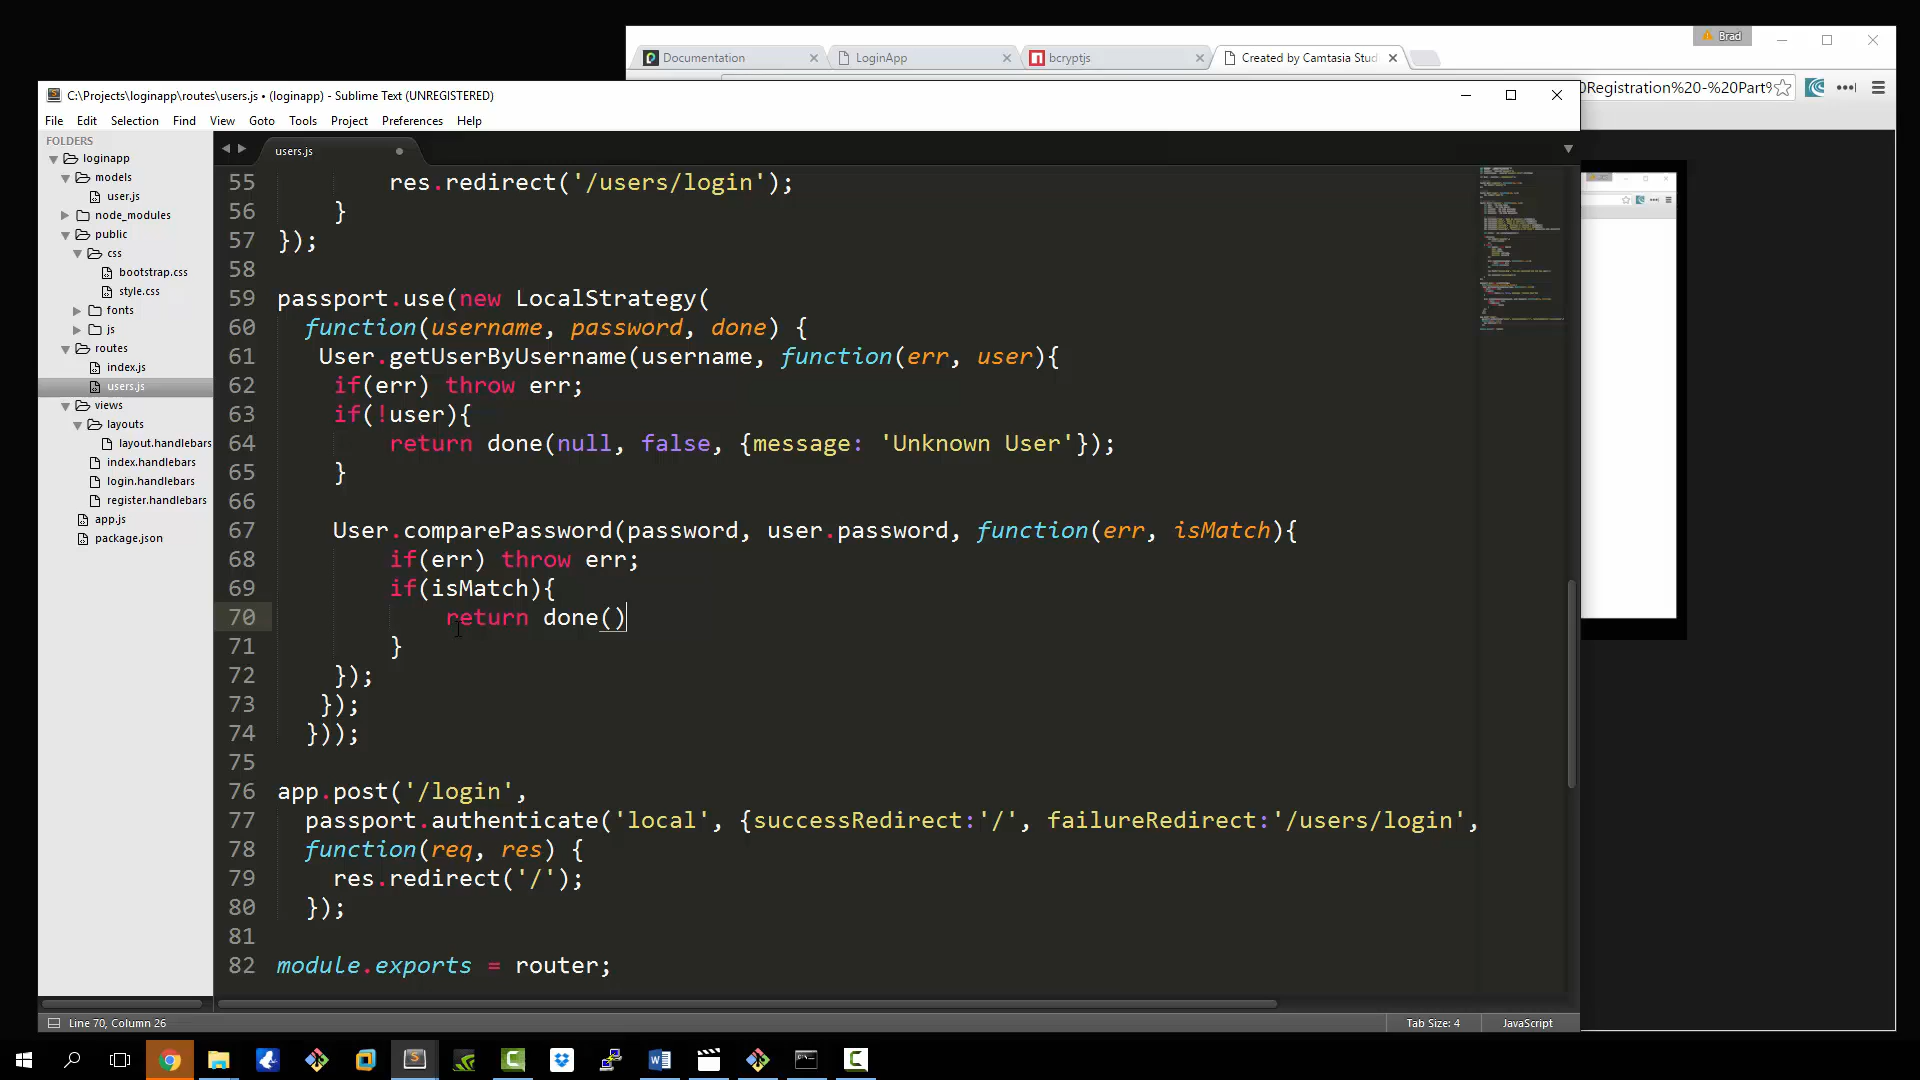 Brad
Documentation
LoginApp
bcryptjs
Created by Camtasia Stud
0Registration%20-%20Part%
C:\Projects\loginapp\routes\users.js • (loginapp) - Sublime Text (UNREGISTERED)
File Edit Selection Find View Goto Tools Project Preferences Help
FOLDERS
loginapp
models
user.js
node_modules
public
css
bootstrap.css
style.css
fonts
js
routes
index.js
users.js
views
layouts
layout.handlebars
index.handlebars
login.handlebars
register.handlebars
app.js
package.json
users.js
55 res.redirect('/users/login');
56 }
57 });
58
59 passport.use(new LocalStrategy(
60 function(username, password, done) {
61 User.getUserByUsername(username, function(err, user){
62 if(err) throw err;
63 if(!user){
64 return done(null, false, {message: 'Unknown User'});
65 }
66
67 User.comparePassword(password, user.password, function(err, isMatch){
68 if(err) throw err;
69 if(isMatch){
70 return done()
71 }
72 });
73 });
74 }));
75
76 app.post('/login',
77 passport.authenticate('local', {successRedirect:'/', failureRedirect:'/users/login',
78 function(req, res) {
79 res.redirect('/');
80 });
81
82 module.exports = router;
Line 70, Column 26
Tab Size: 4
JavaScript